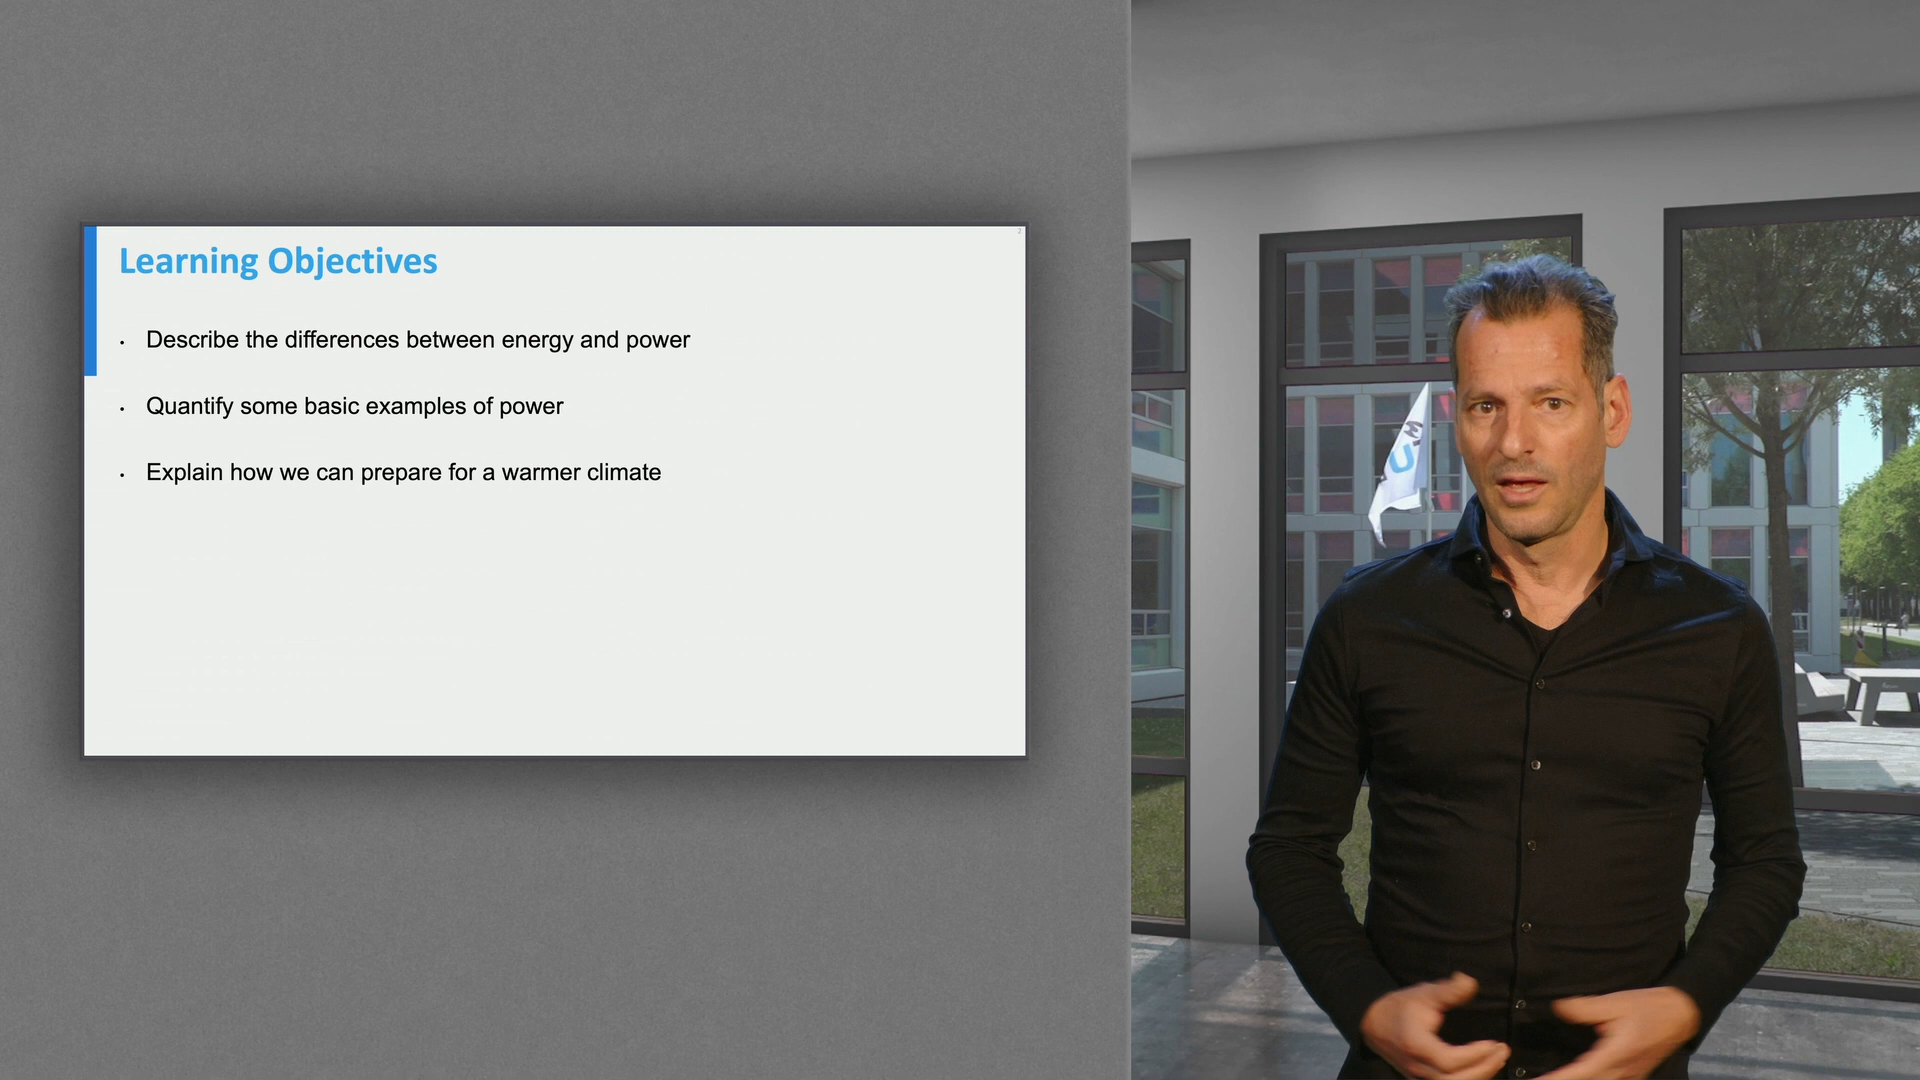 Learning Objectives
2
• Describe the differences between energy and power
• Quantify some basic examples of power
• Explain how we can prepare for a warmer climate